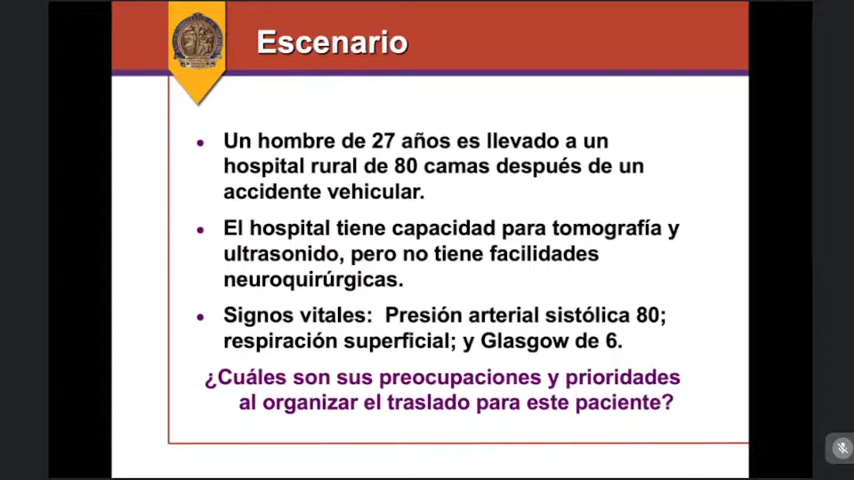 Escenario
Un hombre de 27 años es llevado a un
hospital rural de 80 camas después de un
accidente vehicular.
El hospital tiene capacidad para tomografía y
ultrasonido, pero no tiene facilidades
neuroquirúrgicas.
Signos vitales: Presión arterial sistólica 80;
respiración superficial; y Glasgow de 6.
¿Cuáles son sus preocupaciones y prioridades
al organizar el traslado para este paciente?